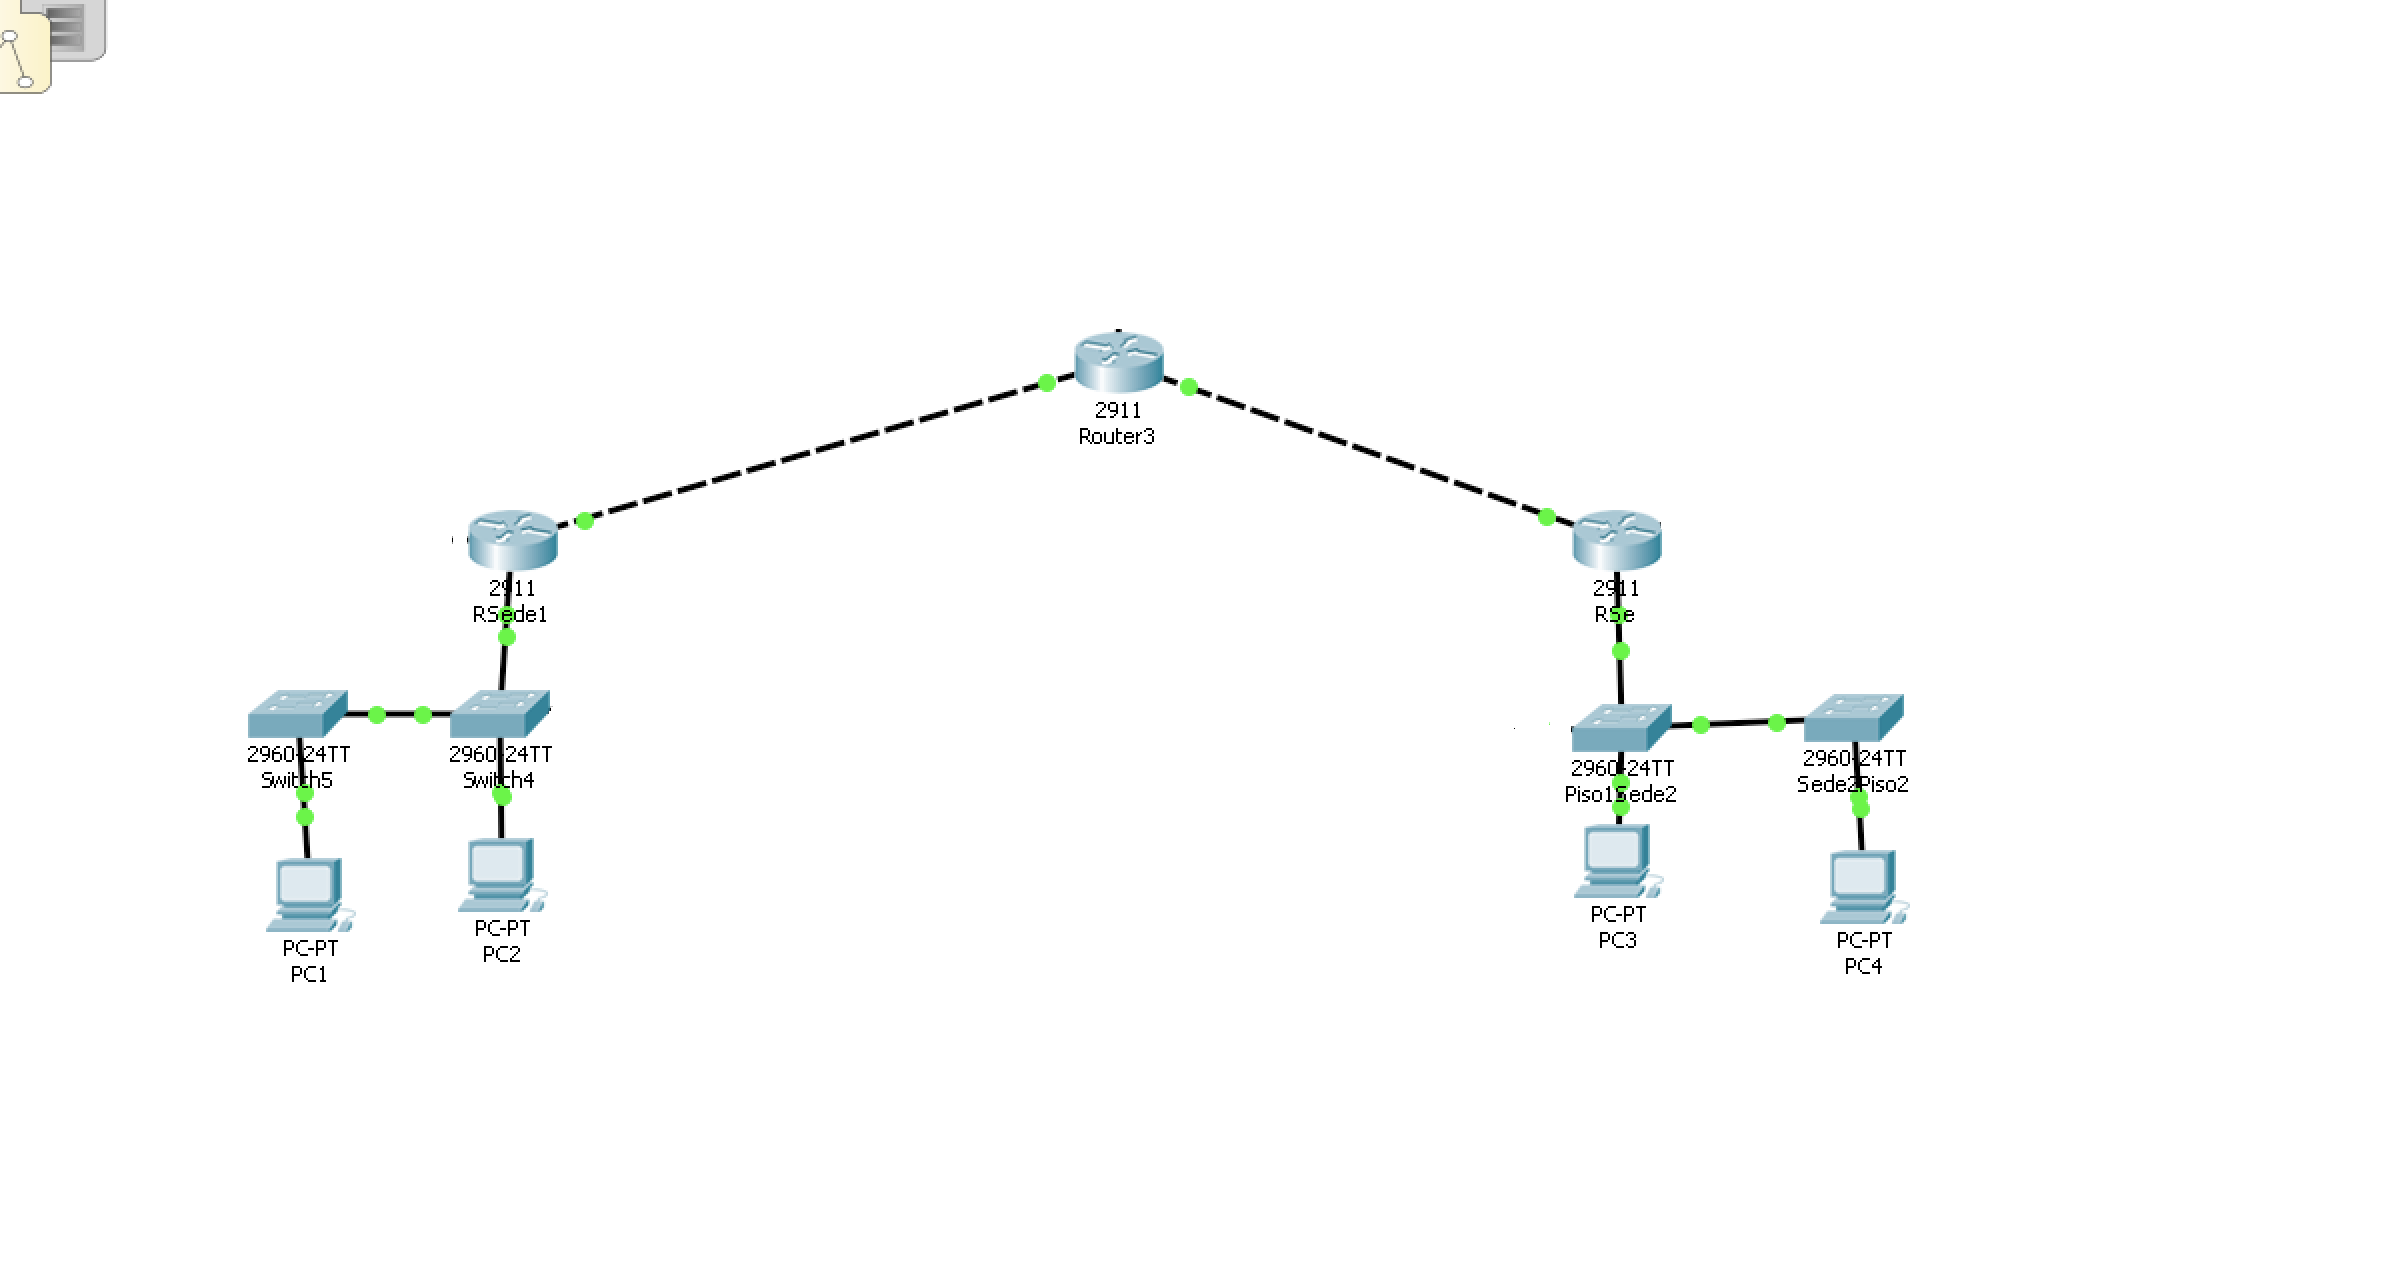 2911
Router3
2911
RSede1
2911
RSe
2960-24TT
Switch5
2960-24TT
Switch4
2960-24TT
Piso1Sede2
2960-24TT
Sede2Piso2
PC-PT
PC1
PC-PT
PC2
PC-PT
PC3
PC-PT
PC4